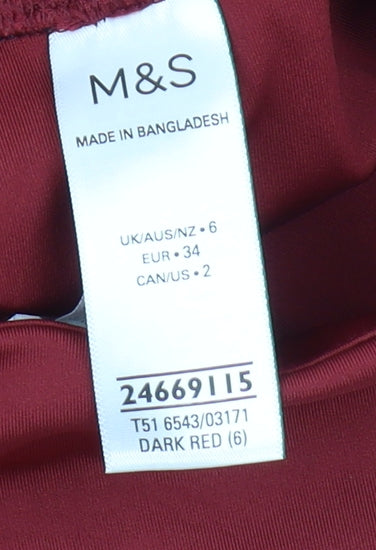 M&S
MADE IN BANGLADESH
UK/AUS/NZ • 6
EUR • 34
CAN/US • 2
24669115
T51 6543/03171
DARK RED (6)